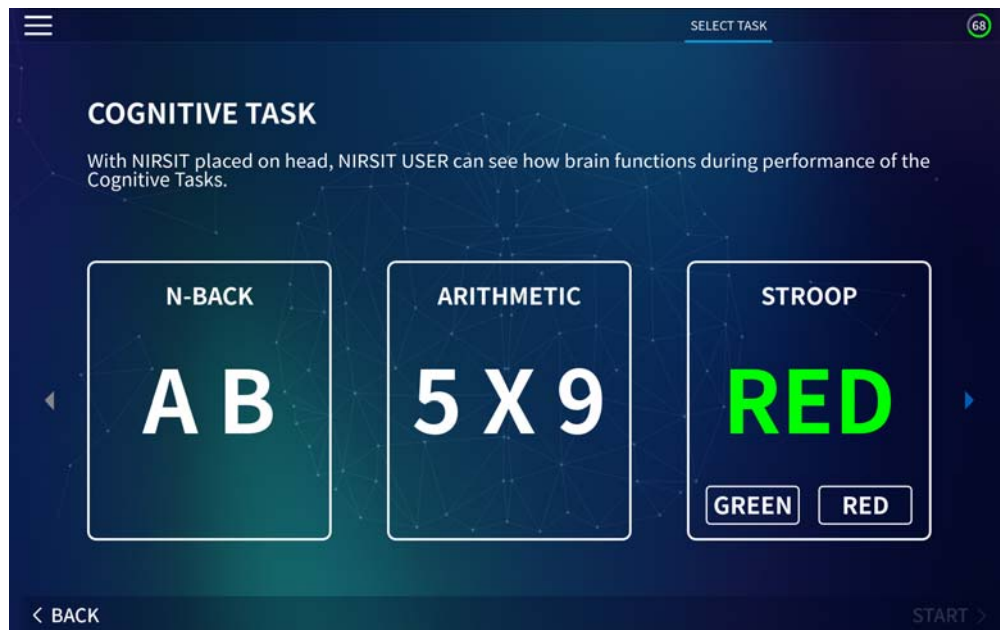 SELECT TASK
68
COGNITIVE TASK
With NIRSIT placed on head, NIRSIT USER can see how brain functions during performance of the
Cognitive Tasks.
N-BACK
ARITHMETIC
STROOP
A B
5 X 9
RED
GREEN
RED
< BACK
START >